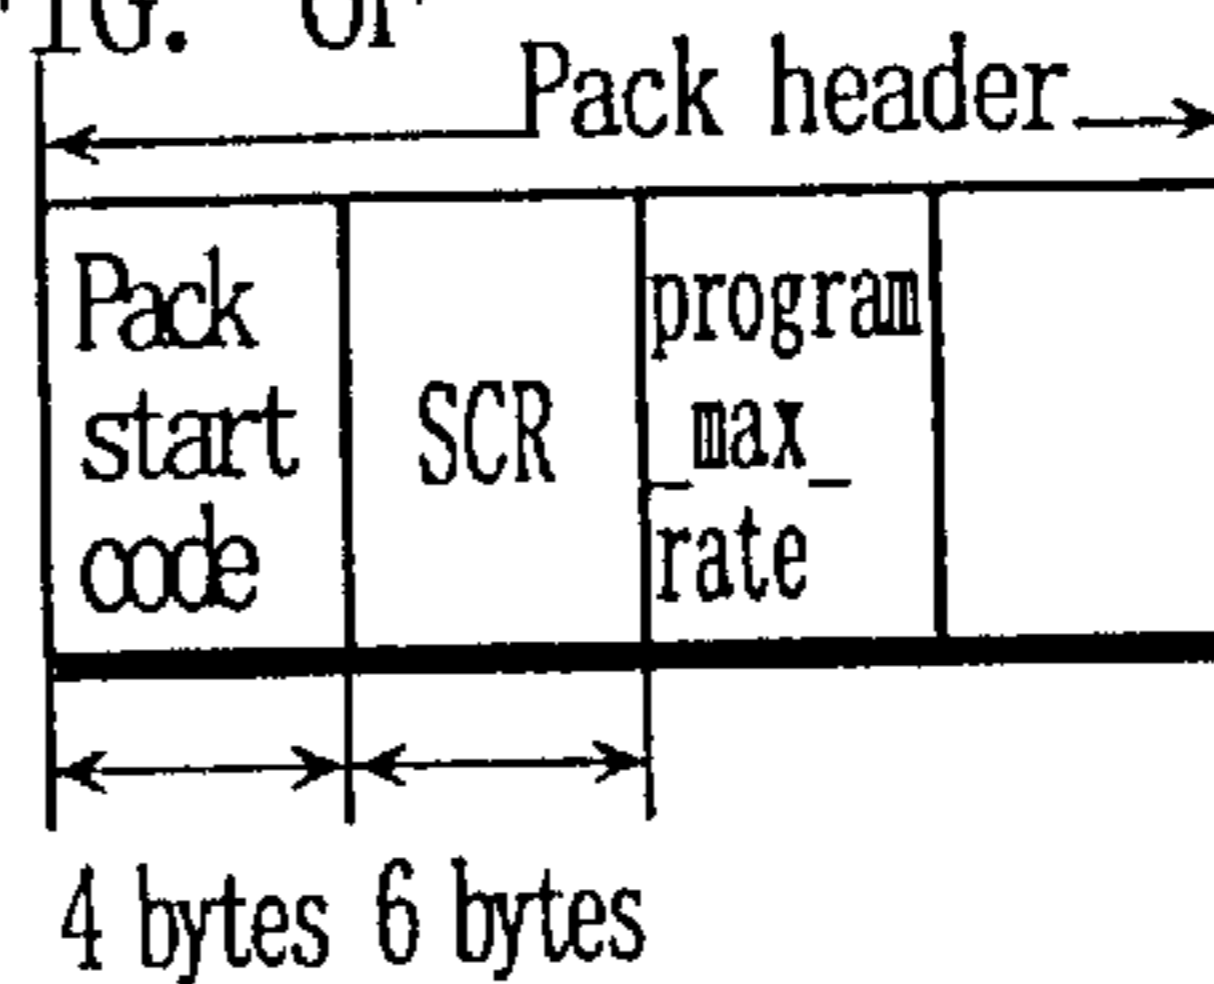 Pack header
Pack
start
code
SCR
program
_max_
rate
4 bytes 6 bytes